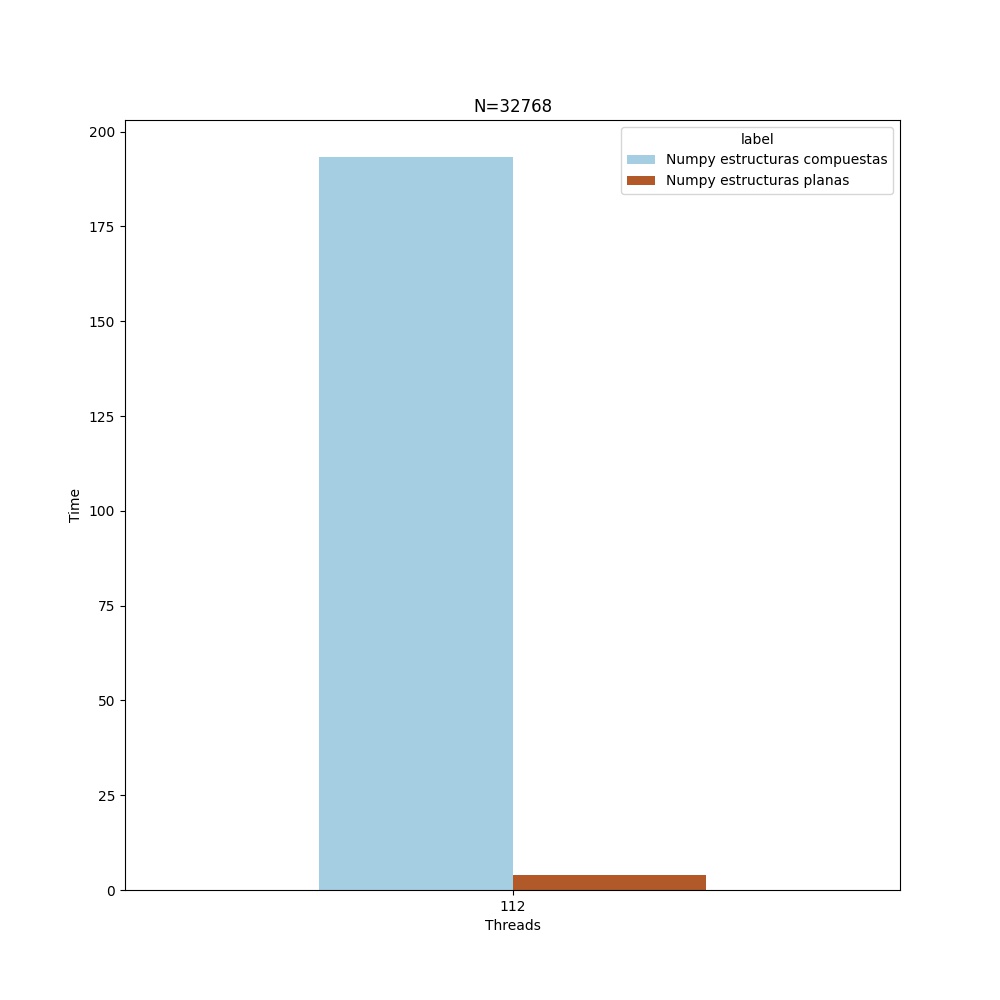 N=32768
label
Numpy estructuras compuestas
Numpy estructuras planas
200
175
150
125
100
75
50
25
0
Time
112
Threads